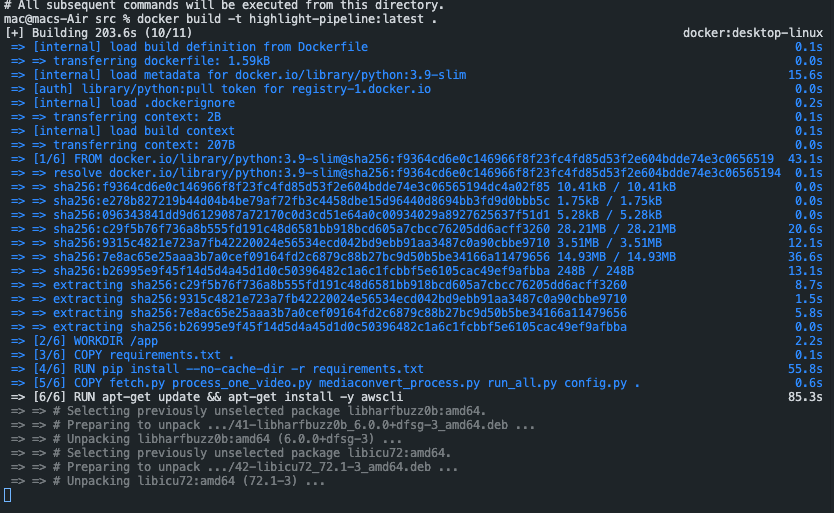 # All subsequent commands will be executed from this directory.
mac@macs-Air src % docker build -t highlight-pipeline:latest .
[+] Building 203.6s (10/11) docker:desktop-linux
=> [internal] load build definition from Dockerfile 0.1s
=> => transferring dockerfile: 1.59kB 0.0s
=> [internal] load metadata for docker.io/library/python:3.9-slim 15.6s
=> [auth] library/python:pull token for registry-1.docker.io 0.0s
=> [internal] load .dockerignore 0.2s
=> => transferring context: 2B 0.1s
=> [internal] load build context 0.1s
=> => transferring context: 207B 0.0s
=> [1/6] FROM docker.io/library/python:3.9-slim@sha256:f9364cd6e0c146966f8f23fc4fd85d53f2e604bdde74e3c0656519 43.1s
=> => resolve docker.io/library/python:3.9-slim@sha256:f9364cd6e0c146966f8f23fc4fd85d53f2e604bdde74e3c06565194 0.1s
=> => sha256:f9364cd6e0c146966f8f23fc4fd85d53f2e604bdde74e3c06565194dc4a02f85 10.41kB / 10.41kB 0.0s
=> => sha256:e278b827219b44d04b4be79af72fb3c4458dbe15d96440d8694bb3fd9d0bbb5c 1.75kB / 1.75kB 0.0s
=> => sha256:096343841dd9d6129087a72170c0d3cd51e64a0c00934029a8927625637f51d1 5.28kB / 5.28kB 0.0s
=> => sha256:c29f5b76f736a8b555fd191c48d6581bb918bcd605a7cbcc76205dd6acff3260 28.21MB / 28.21MB 20.6s
=> => sha256:9315c4821e723a7fb42220024e56534ecd042bd9ebb91aa3487c0a90cbbe9710 3.51MB / 3.51MB 12.1s
=> => sha256:7e8ac65e25aaa3b7a0cef09164fd2c6879c88b27bc9d50b5be34166a11479656 14.93MB / 14.93MB 36.6s
=> => sha256:b26995e9f45f14d5d4a45d1d0c50396482c1a6c1fcbbf5e6105cac49ef9afbba 248B / 248B 13.1s
=> => extracting sha256:c29f5b76f736a8b555fd191c48d6581bb918bcd605a7cbcc76205dd6acff3260 8.7s
=> => extracting sha256:9315c4821e723a7fb42220024e56534ecd042bd9ebb91aa3487c0a90cbbe9710 1.5s
=> => extracting sha256:7e8ac65e25aaa3b7a0cef09164fd2c6879c88b27bc9d50b5be34166a11479656 5.8s
=> => extracting sha256:b26995e9f45f14d5d4a45d1d0c50396482c1a6c1fcbbf5e6105cac49ef9afbba 0.0s
=> [2/6] WORKDIR /app 2.2s
=> [3/6] COPY requirements.txt . 0.1s
=> [4/6] RUN pip install --no-cache-dir -r requirements.txt 55.8s
=> [5/6] COPY fetch.py process_one_video.py mediaconvert_process.py run_all.py config.py . 0.6s
=> [6/6] RUN apt-get update && apt-get install -y awscli 85.3s
=> => # Selecting previously unselected package libharfbuzz0b:amd64.
=> => # Preparing to unpack .../41-libharfbuzz0b_6.0.0+dfsg-3_amd64.deb ...
=> => # Unpacking libharfbuzz0b:amd64 (6.0.0+dfsg-3) ...
=> => # Selecting previously unselected package libicu72:amd64.
=> => # Preparing to unpack .../42-libicu72_72.1-3_amd64.deb ...
=> => # Unpacking libicu72:amd64 (72.1-3) ...